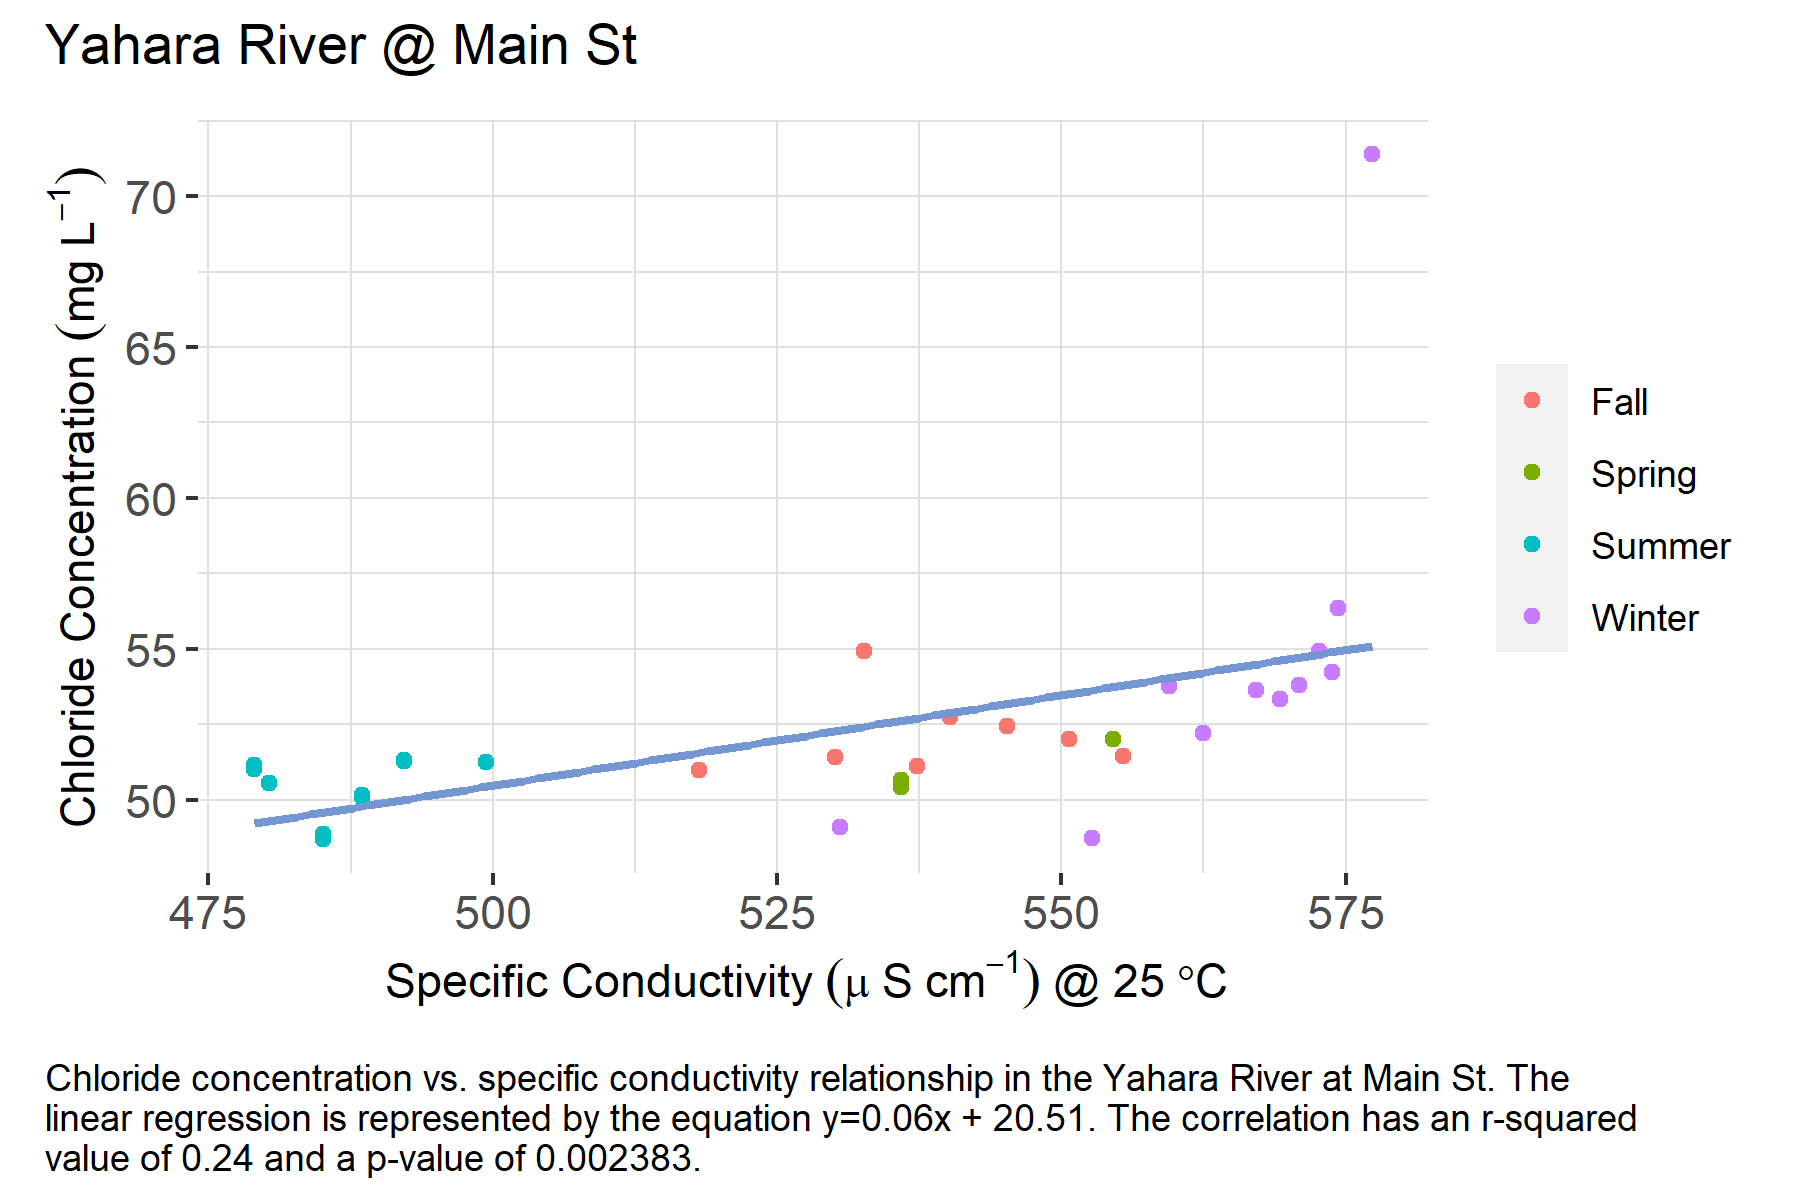 Yahara River @ Main St
Chloride Concentration (mg L⁻¹)
70
65
60
55
50
475 500 525 550 575
Specific Conductivity (μ S cm⁻¹) @ 25 °C
Fall
Spring
Summer
Winter
Chloride concentration vs. specific conductivity relationship in the Yahara River at Main St. The
linear regression is represented by the equation y=0.06x + 20.51. The correlation has an r-squared
value of 0.24 and a p-value of 0.002383.